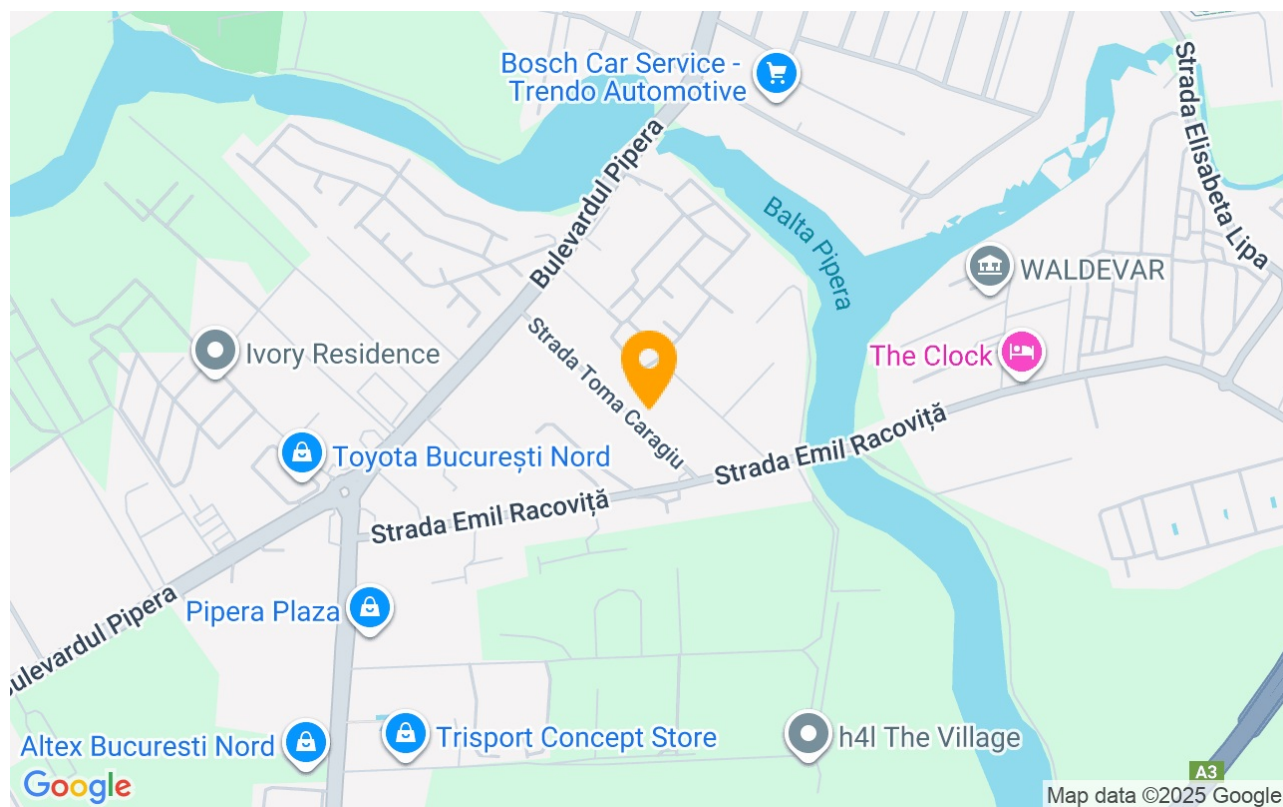 Bosch Car Service -
Trendo Automotive
Strada Elisabeta Lipa
Bulevardul Pipera
Balta Pipera
WALDEVAR
Ivory Residence
Strada Toma Caragiu
The Clock
Toyota București Nord
Strada Emil Racoviță
Strada Emil Racoviță
Pipera Plaza
Bulevardul Pipera
Altex Bucuresti Nord
Trisport Concept Store
h4l The Village
A3
Google
Map data ©2025 Google